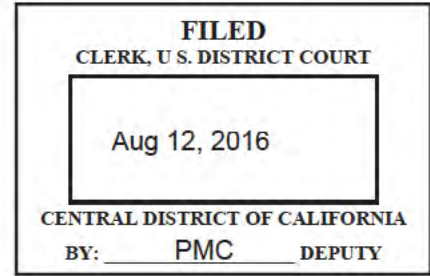 FILED
CLERK, U S. DISTRICT COURT
Aug 12, 2016
CENTRAL DISTRICT OF CALIFORNIA
BY: PMC DEPUTY